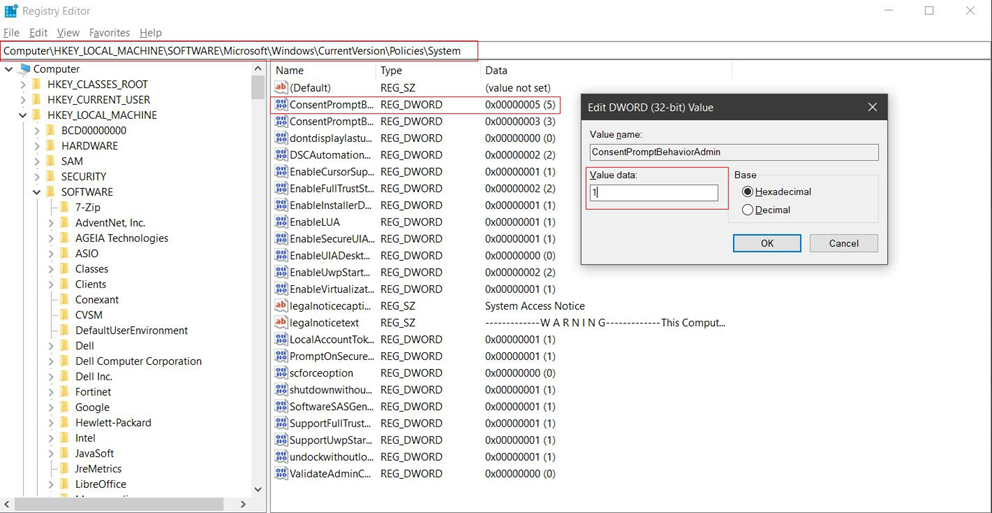 Registry Editor
File Edit View Favorites Help
Computer\HKEY_LOCAL_MACHINE\SOFTWARE\Microsoft\Windows\CurrentVersion\Policies\System
Computer
HKEY_CLASSES_ROOT
HKEY_CURRENT_USER
HKEY_LOCAL_MACHINE
BCD00000000
HARDWARE
SAM
SECURITY
SOFTWARE
7-Zip
AdventNet, Inc.
AGEIA Technologies
ASIO
Classes
Clients
Conexant
CVSM
DefaultUserEnvironment
Dell
Dell Computer Corporation
Dell Inc.
Fortinet
Google
Hewlett-Packard
Intel
JavaSoft
JreMetrics
LibreOffice
Name Type Data
(Default) REG_SZ (value not set)
ConsentPromptB... REG_DWORD 0x00000005 (5)
ConsentPromptB... REG_DWORD 0x00000003 (3)
dontdisplaylastu... REG_DWORD 0x00000000 (0)
DSCAutomation... REG_DWORD 0x00000002 (2)
EnableCursorSup... REG_DWORD 0x00000001 (1)
EnableFullTrustSt... REG_DWORD 0x00000002 (2)
EnableInstallerD... REG_DWORD 0x00000001 (1)
EnableLUA REG_DWORD 0x00000001 (1)
EnableSecureUIA... REG_DWORD 0x00000001 (1)
EnableUIADeskt... REG_DWORD 0x00000000 (0)
EnableUwpStart... REG_DWORD 0x00000002 (2)
EnableVirtualizat... REG_DWORD 0x00000001 (1)
legalnoticecapti... REG_SZ System Access Notice
legalnoticetext REG_SZ -------------W A R N I N G-------------This Comput...
LocalAccountTok... REG_DWORD 0x00000001 (1)
PromptOnSecure... REG_DWORD 0x00000001 (1)
scforceoption REG_DWORD 0x00000000 (0)
shutdownwithou... REG_DWORD 0x00000001 (1)
SoftwareSASGen... REG_DWORD 0x00000001 (1)
SupportFullTrust... REG_DWORD 0x00000001 (1)
SupportUwpStar... REG_DWORD 0x00000001 (1)
undockwithoutlo... REG_DWORD 0x00000001 (1)
ValidateAdminC... REG_DWORD 0x00000000 (0)
Edit DWORD (32-bit) Value
Value name:
ConsentPromptBehaviorAdmin
Value data:
1
Base
Hexadecimal
Decimal
OK Cancel